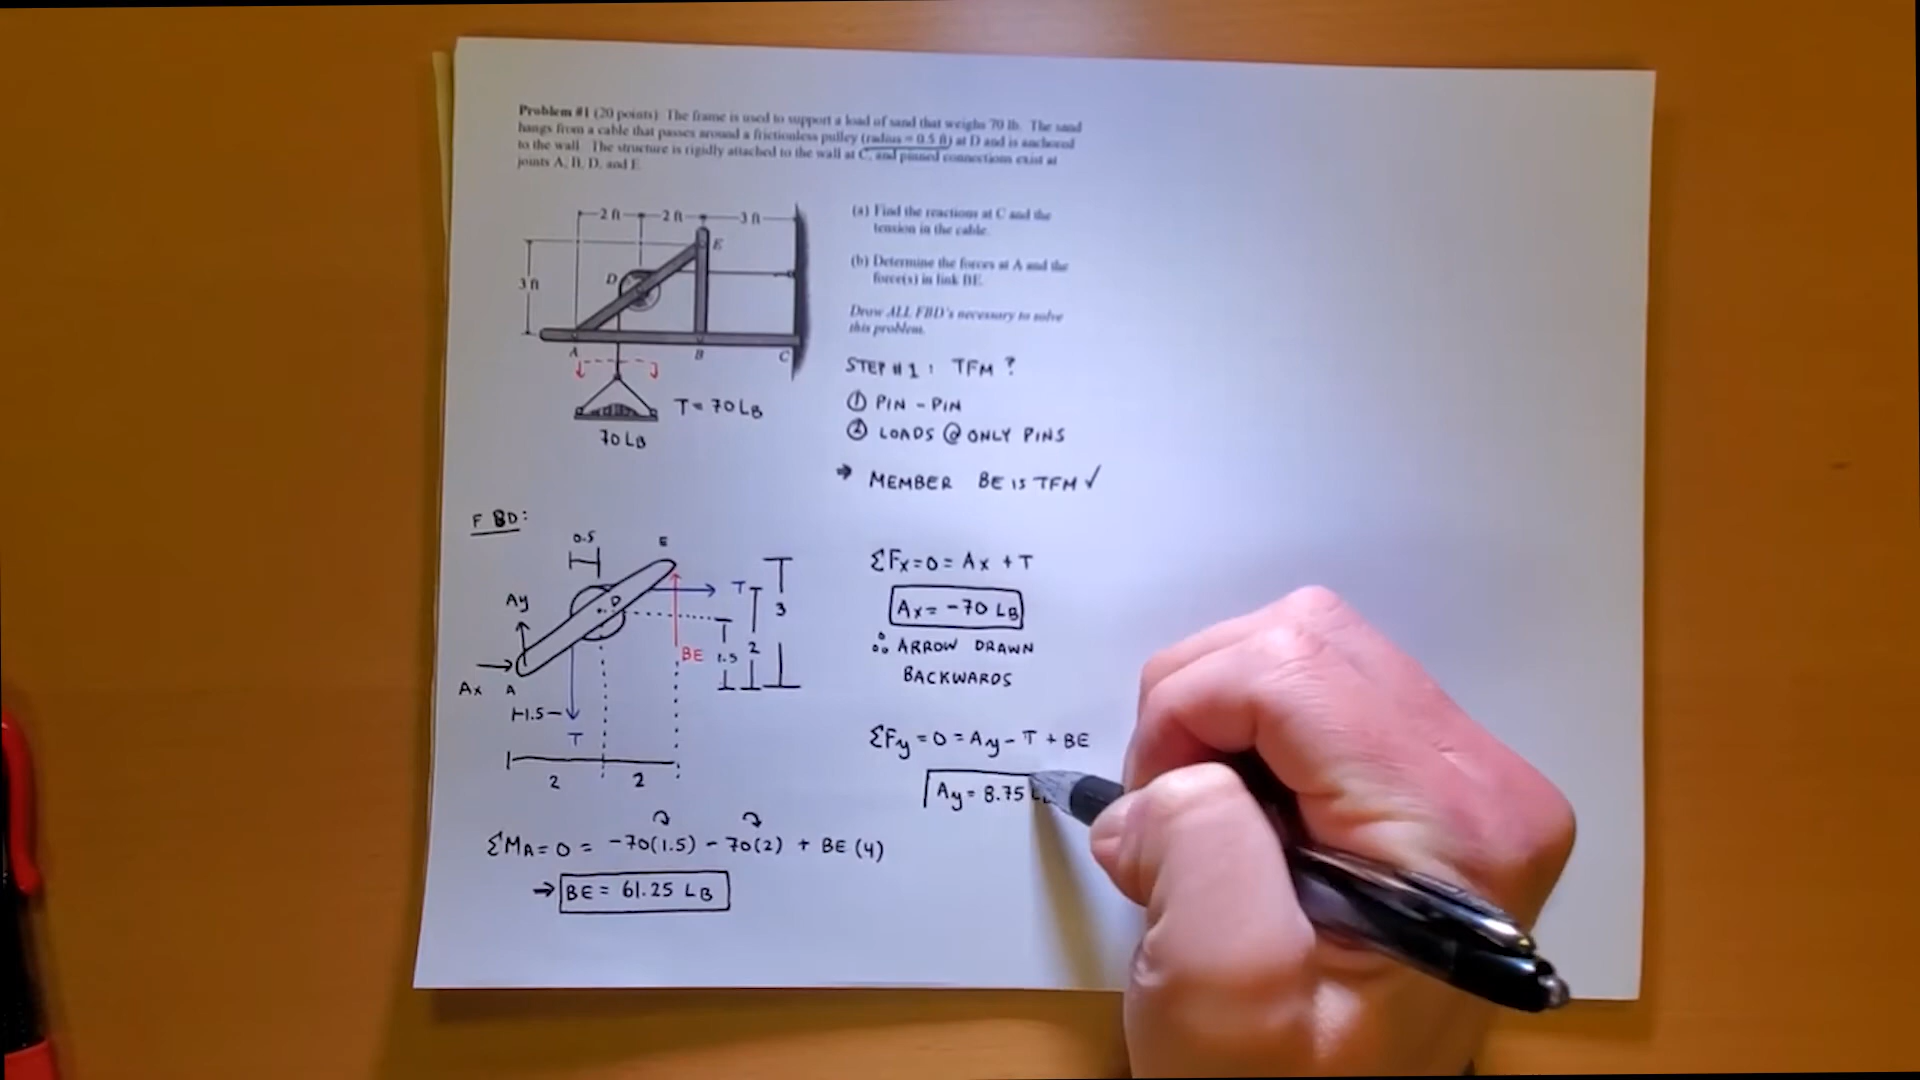 Problem #1 (20 points) The frame is used to support a load of sand that weighs 70 lb. The sand
hangs from a cable that passes around a frictionless pulley (radius = 0.5 ft) at D and is anchored
to the wall. The structure is rigidly attached to the wall at C, and pinned connections exist at
joints A, B, D, and E.
2 ft 2 ft 3 ft
E
D
3 ft
A B C
T = 70 LB
70 LB
(a) Find the reactions at C and the
tension in the cable.
(b) Determine the forces at A and the
force(s) in link BE.
Draw ALL FBD's necessary to solve
this problem.
STEP #1: TFM?
① PIN - PIN
② LOADS @ ONLY PINS
→ MEMBER BE IS TFM ✓
FBD:
0.5
E
T
D
3
Ay
BE 1.5 2
Ax A
1.5
T
2 2
ΣMA = 0 = -70(1.5) - 70(2) + BE (4)
→ BE = 61.25 LB
ΣFx = 0 = Ax + T
Ax = -70 LB
∴ ARROW DRAWN
BACKWARDS
ΣFy = 0 = Ay - T + BE
Ay = 8.75